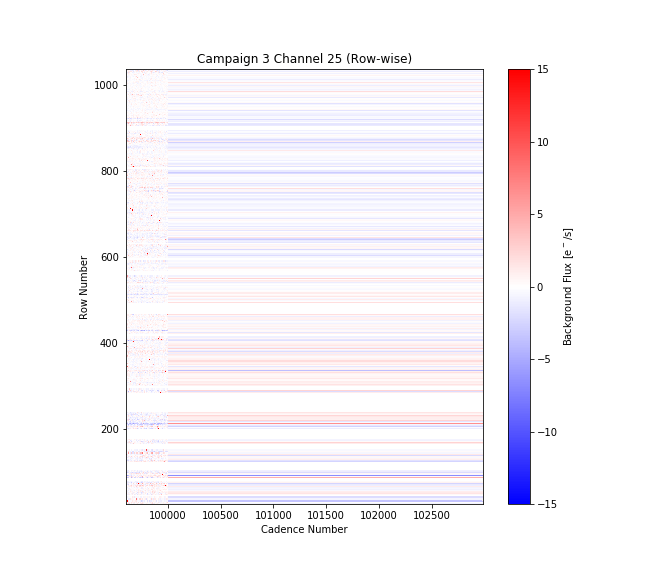 Campaign 3 Channel 25 (Row-wise)
1000
800
600
400
200
Row Number
100000 100500 101000 101500 102000 102500
Cadence Number
15
10
5
0
−5
−10
−15
Background Flux [e⁻/s]